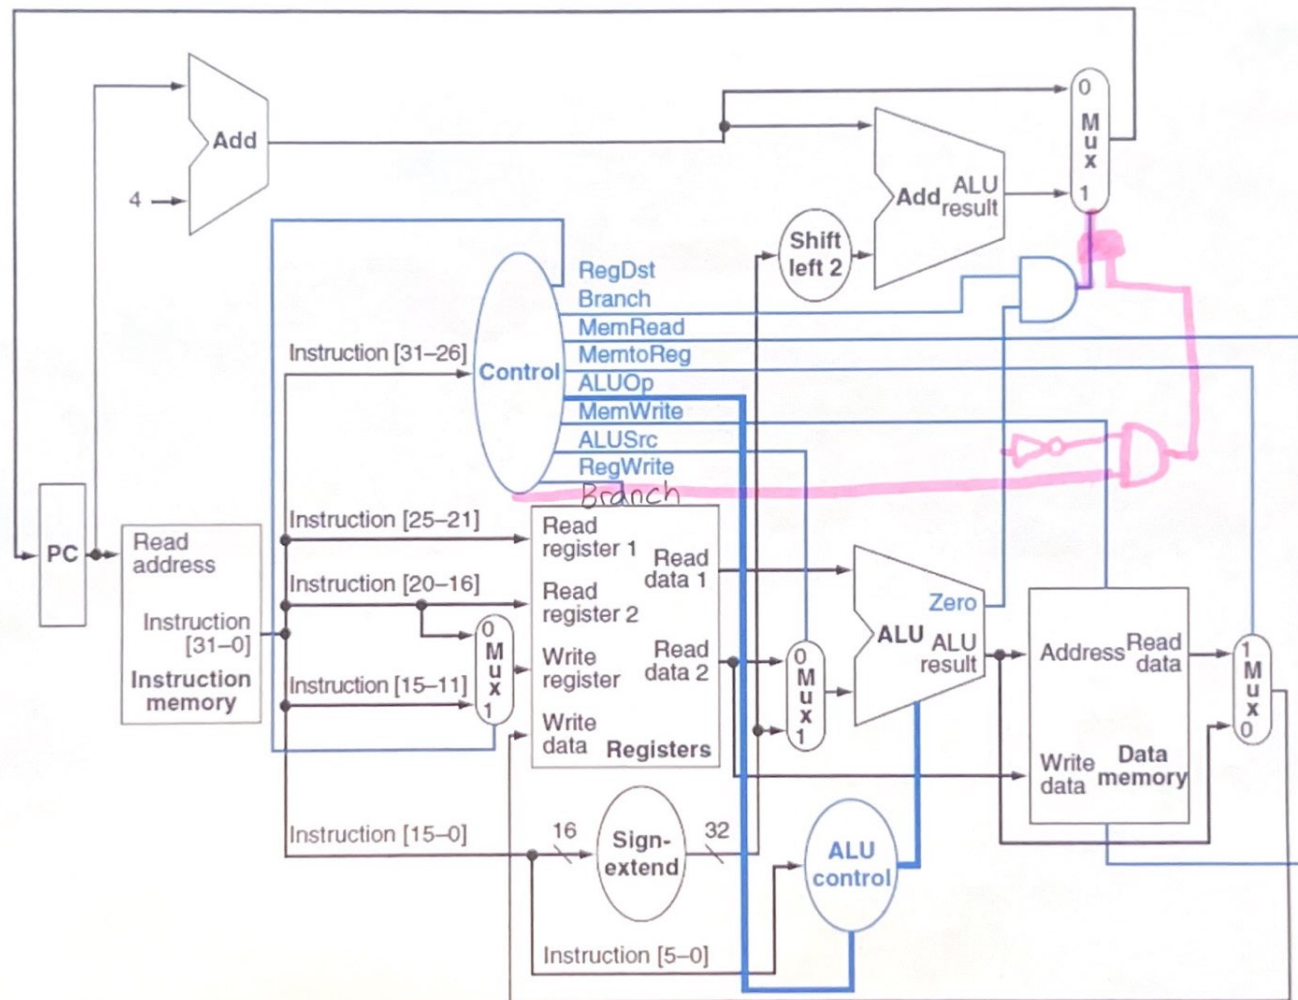 0
Mux
1
Add
4
Add ALU result
Shift left 2
RegDst
Branch
MemRead
MemtoReg
ALUOp
MemWrite
ALUSrc
RegWrite
Branch
Control
Instruction [31–26]
Instruction [25–21]
Instruction [20–16]
Instruction [15–11]
Instruction [15–0]
Instruction [5–0]
PC
Read
address
Instruction
[31–0]
Instruction
memory
0
Mux
1
Read
register 1
Read
register 2
Write
register
Write
data
Read
data 1
Read
data 2
Registers
0
Mux
1
Zero
ALU
ALU
result
Address
Read
data
Write
data
Data
memory
1
Mux
0
16
Sign-
extend
32
ALU
control